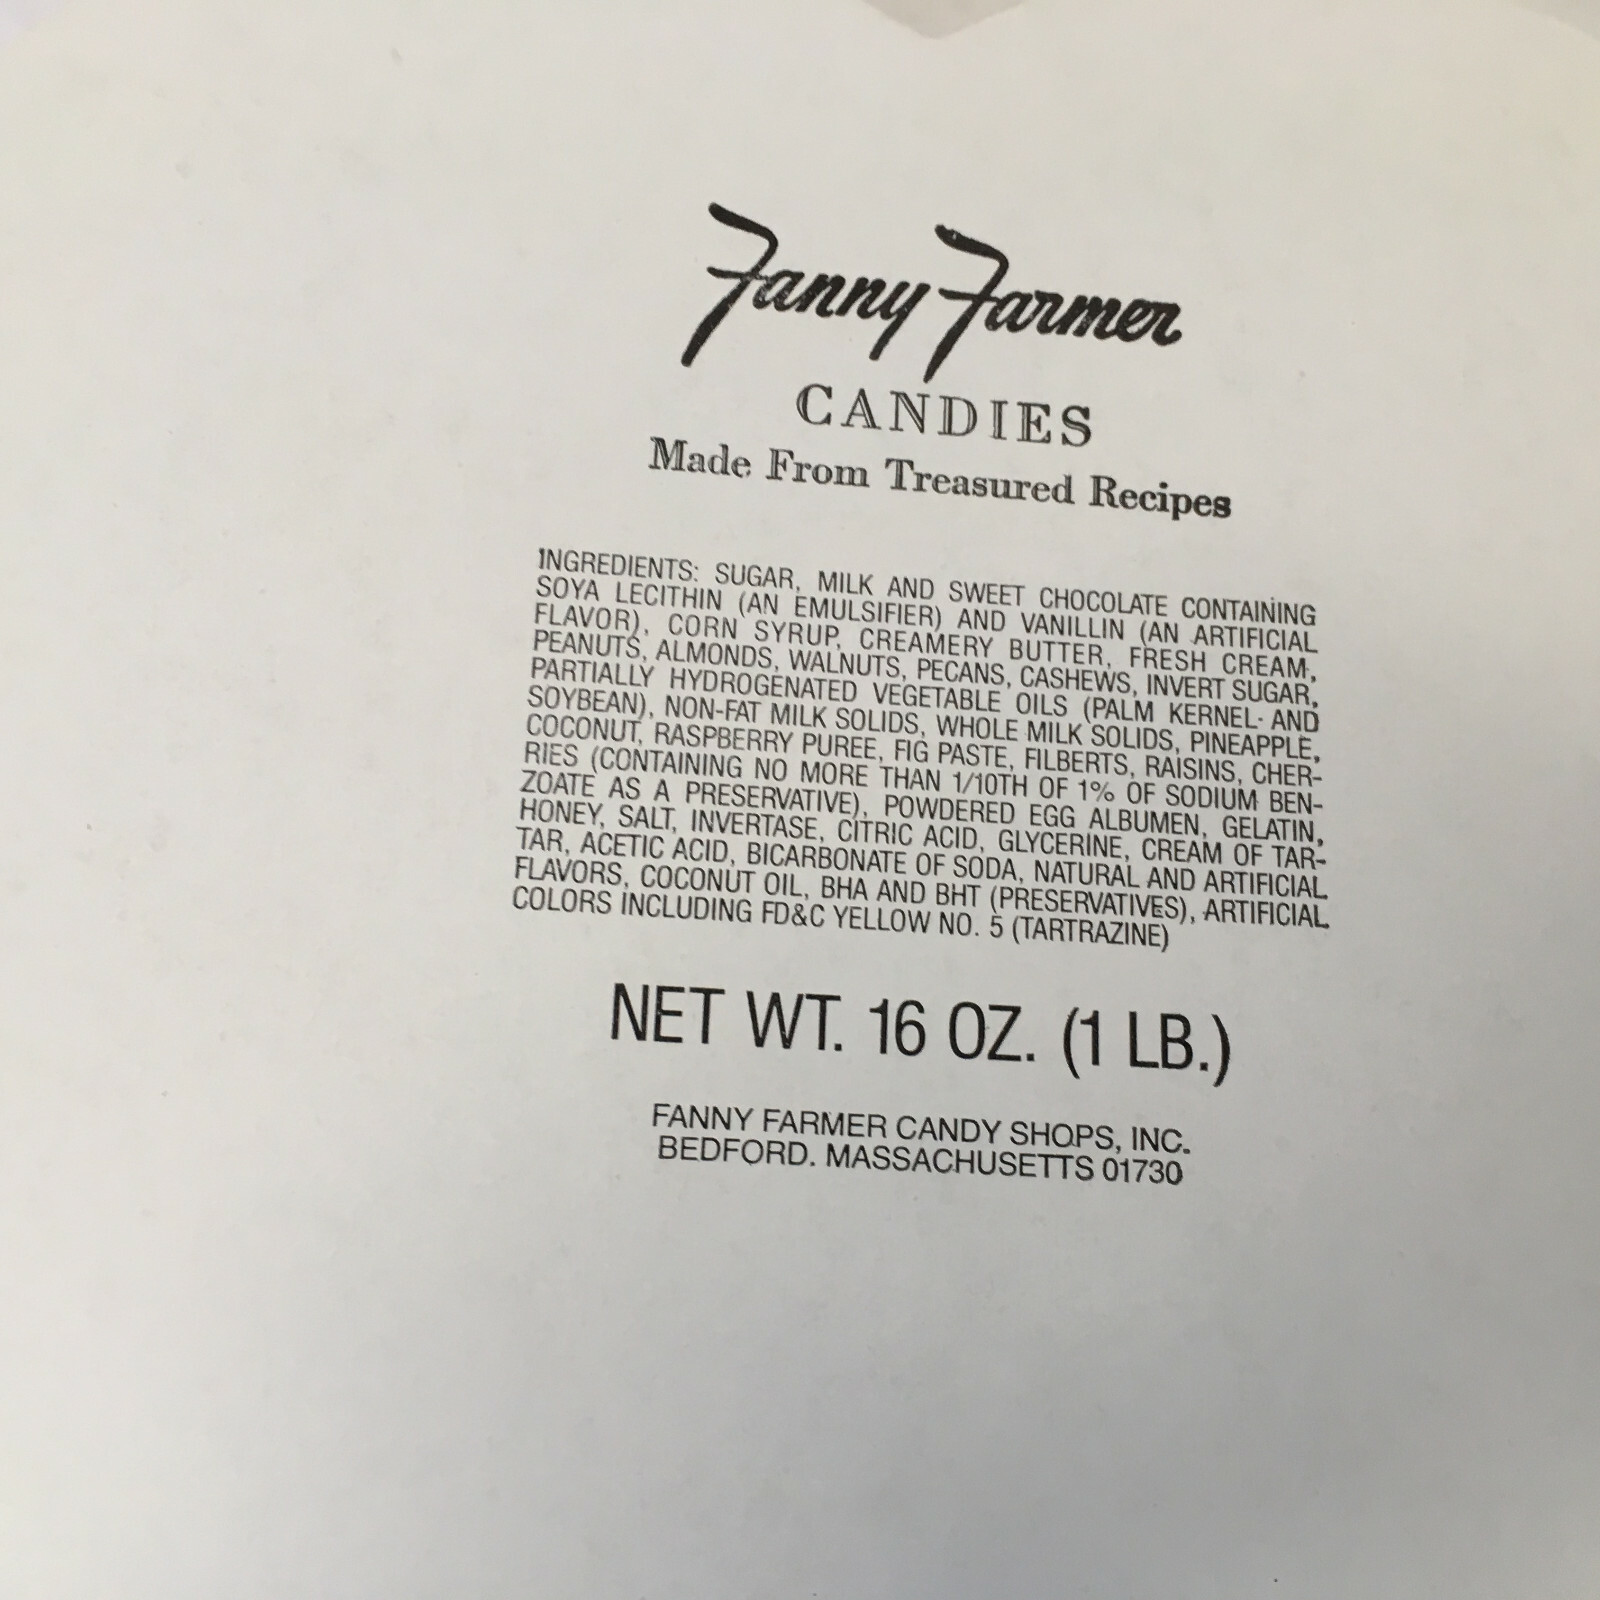 Fanny Farmer
CANDIES
Made From Treasured Recipes
INGREDIENTS: SUGAR, MILK AND SWEET CHOCOLATE CONTAINING
SOYA LECITHIN (AN EMULSIFIER) AND VANILLIN (AN ARTIFICIAL
FLAVOR), CORN SYRUP, CREAMERY BUTTER, FRESH CREAM,
PEANUTS, ALMONDS, WALNUTS, PECANS, CASHEWS, INVERT SUGAR,
PARTIALLY HYDROGENATED VEGETABLE OILS (PALM KERNEL- AND
SOYBEAN), NON-FAT MILK SOLIDS, WHOLE MILK SOLIDS, PINEAPPLE,
COCONUT, RASPBERRY PUREE, FIG PASTE, FILBERTS, RAISINS, CHER-
RIES (CONTAINING NO MORE THAN 1/10TH OF 1% OF SODIUM BEN-
ZOATE AS A PRESERVATIVE), POWDERED EGG ALBUMEN, GELATIN,
HONEY, SALT, INVERTASE, CITRIC ACID, GLYCERINE, CREAM OF TAR-
TAR, ACETIC ACID, BICARBONATE OF SODA, NATURAL AND ARTIFICIAL
FLAVORS, COCONUT OIL, BHA AND BHT (PRESERVATIVES), ARTIFICIAL
COLORS INCLUDING FD&C YELLOW NO. 5 (TARTRAZINE)
NET WT. 16 OZ. (1 LB.)
FANNY FARMER CANDY SHOPS, INC.
BEDFORD. MASSACHUSETTS 01730